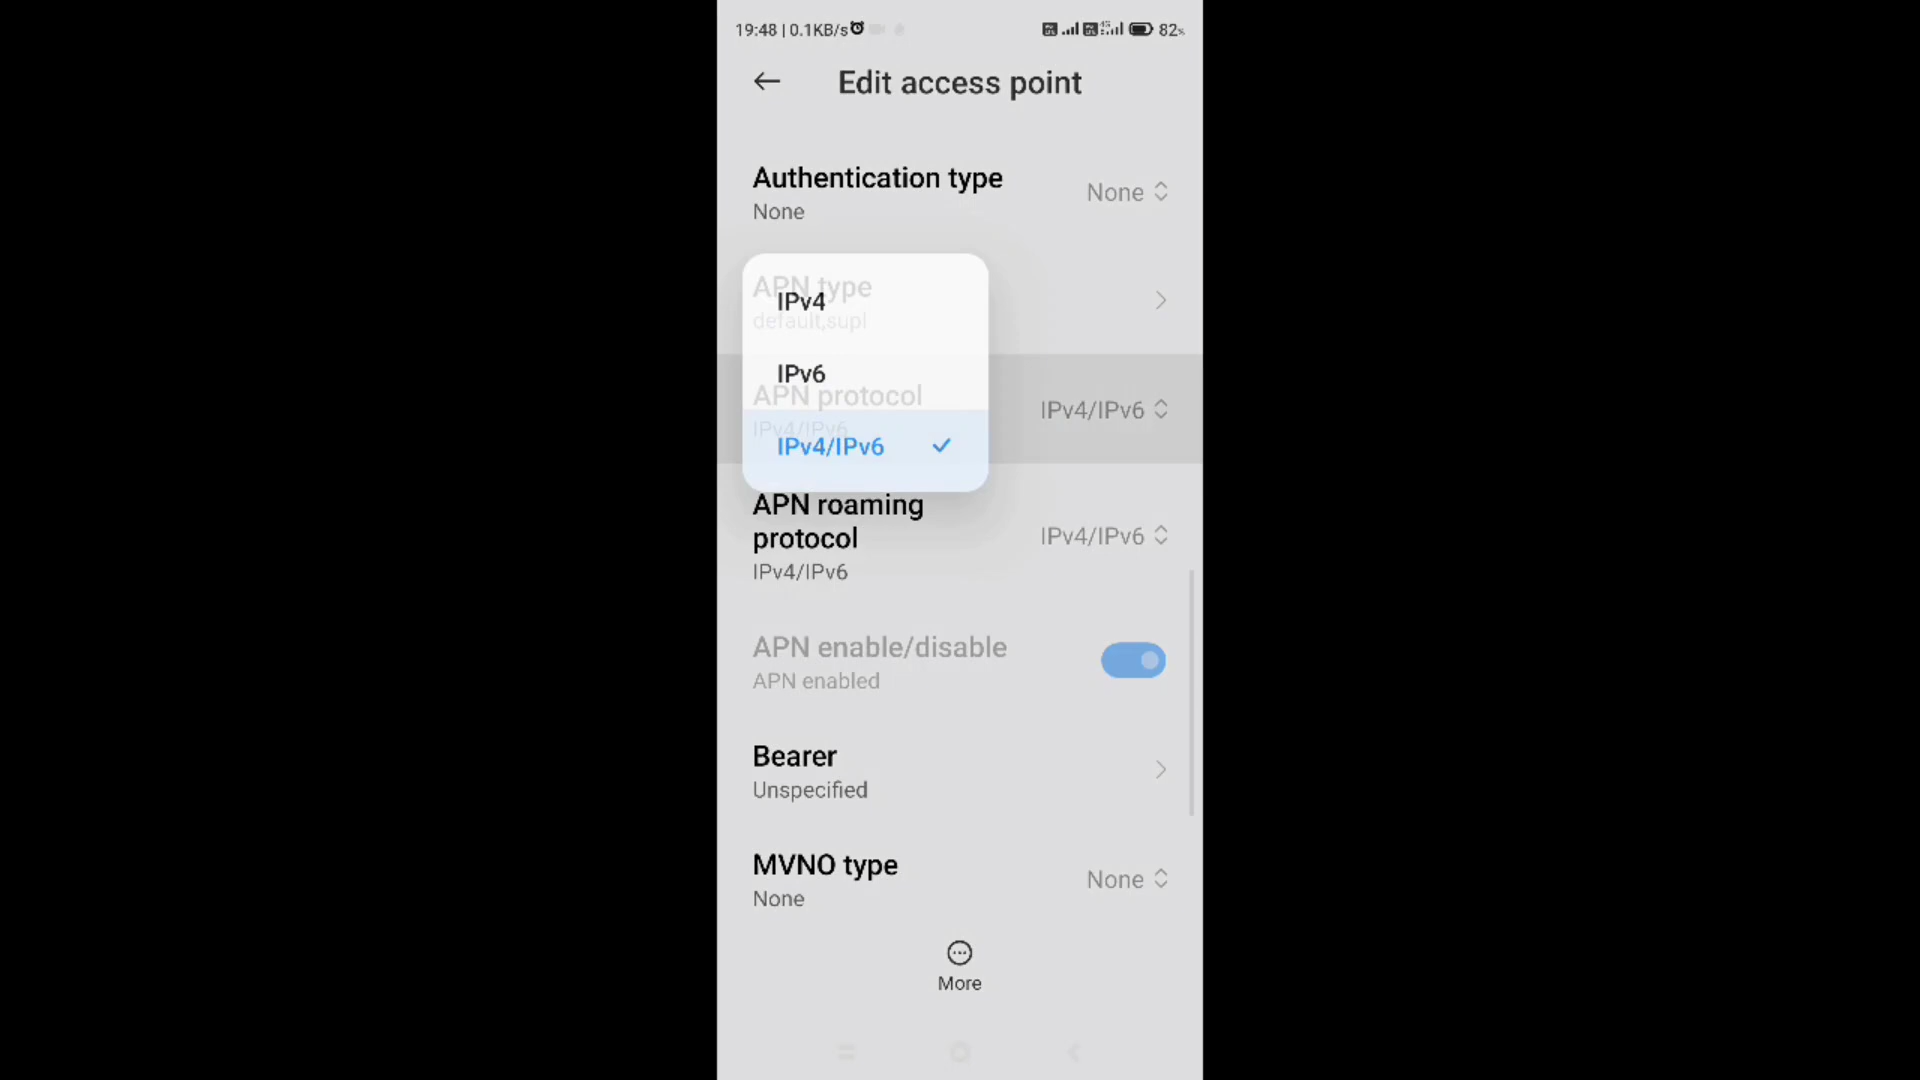 19:48 | 0.1KB/s 82%
Edit access point
Authentication type
None
None
APN type
default,supl
IPv4
IPv6
APN protocol
IPv4/IPv6
IPv4/IPv6
IPv4/IPv6
APN roaming
protocol
IPv4/IPv6
IPv4/IPv6
APN enable/disable
APN enabled
Bearer
Unspecified
MVNO type
None
None
More